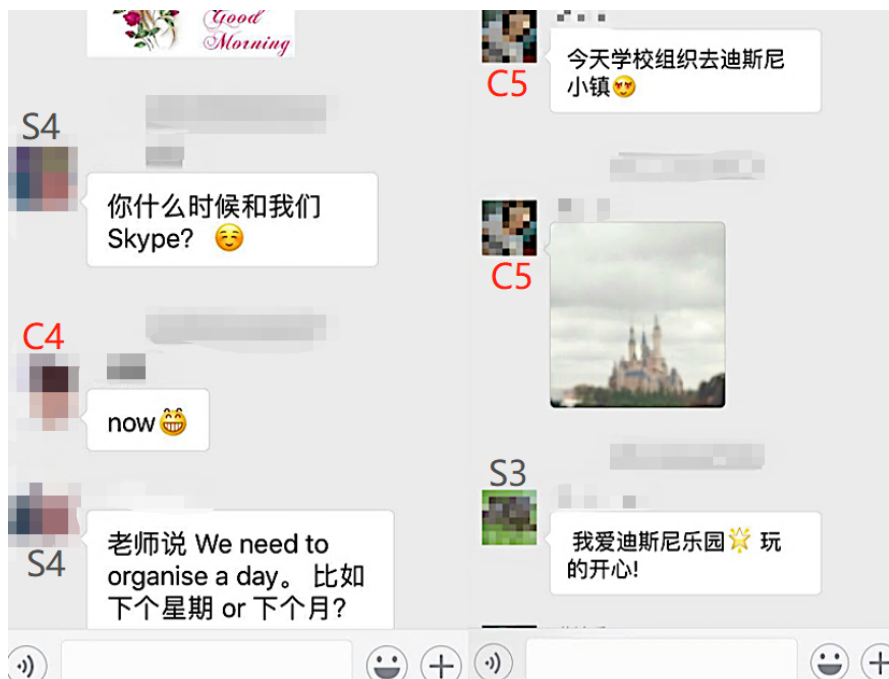 Good
Morning
S4
你什么时候和我们
Skype? ☺️
C4
now😁
老师说 We need to
organise a day。 比如
下个星期 or 下个月?
S4
C5
今天学校组织去迪斯尼
小镇😍
C5
S3
我爱迪斯尼乐园🌟 玩
的开心!